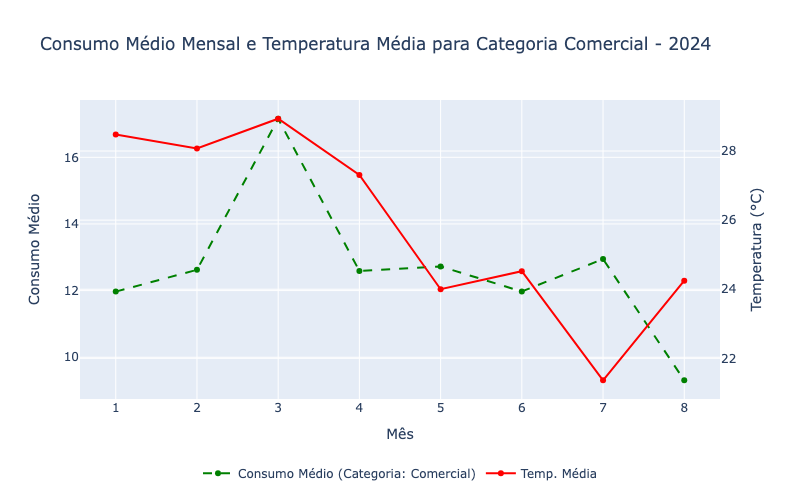 Consumo Médio Mensal e Temperatura Média para Categoria Comercial - 2024
Consumo Médio
16
14
12
10
28
26
24
22
Temperatura (°C)
1 2 3 4 5 6 7 8
Mês
Consumo Médio (Categoria: Comercial) Temp. Média